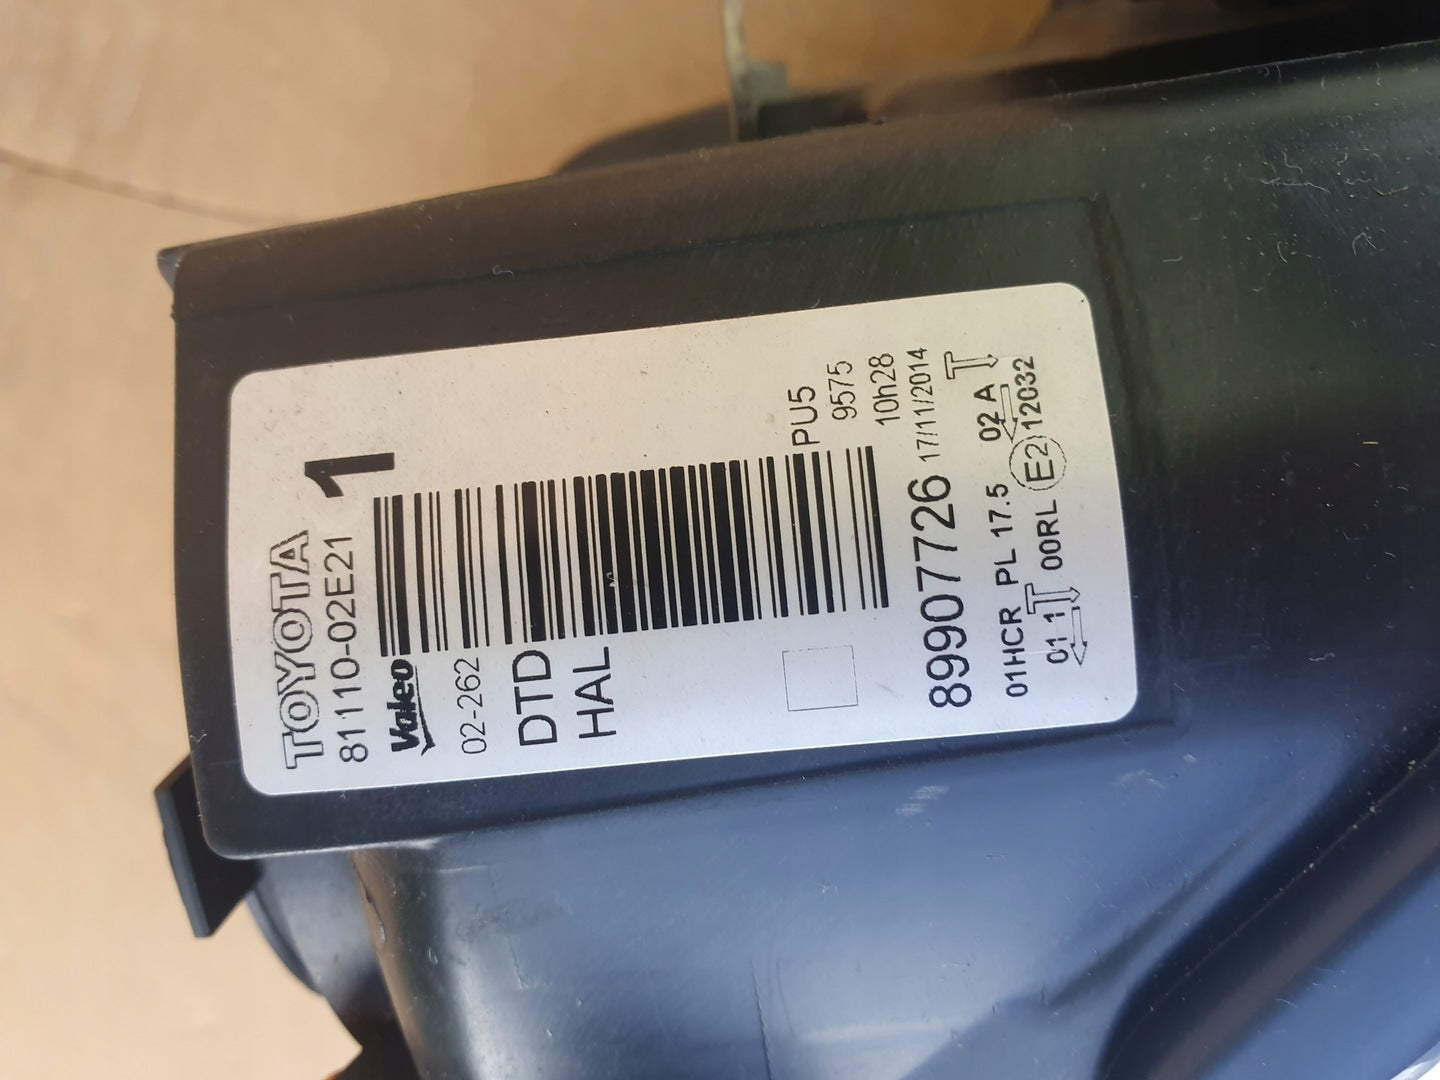 TOYOTA
81110-02E21
1
Valeo
02-262
DTD
HAL
PU5
9575
10h28
89907726 17/11/2014
01HCR PL 17.5 02 A
01 1 00RL E2 12032